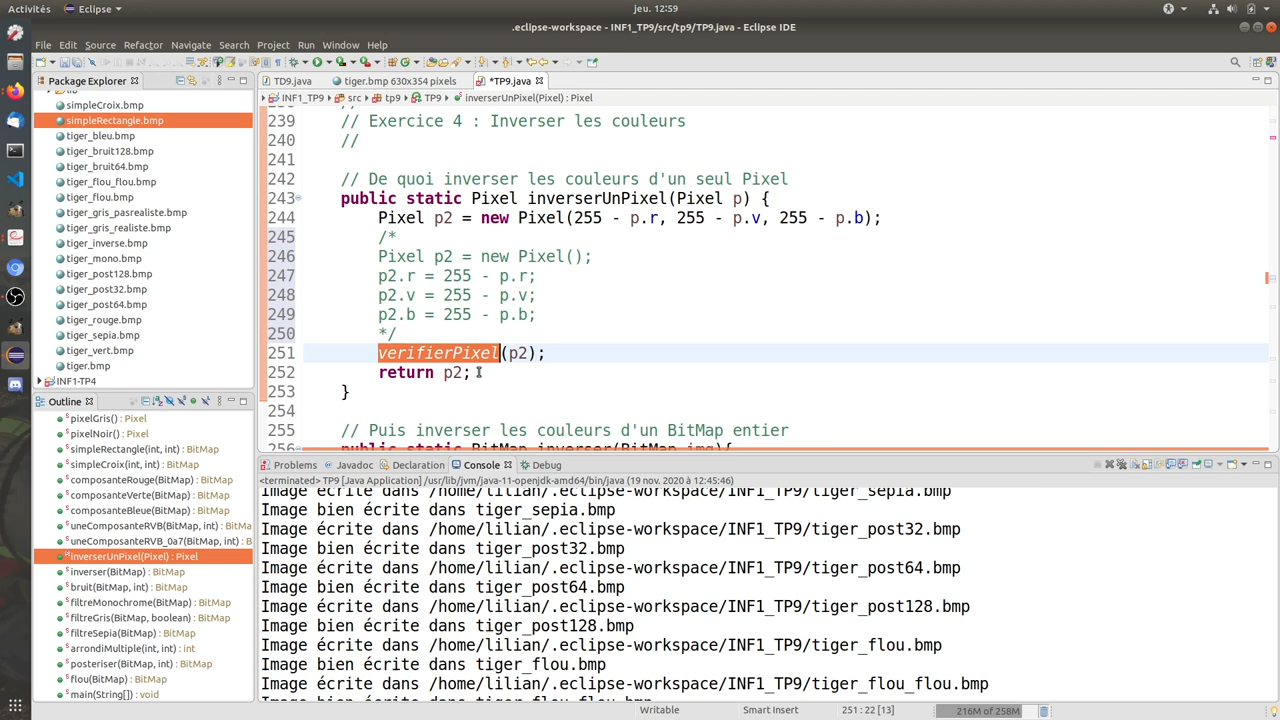 Activités
Eclipse
jeu. 12:59
.eclipse-workspace - INF1_TP9/src/tp9/TP9.java - Eclipse IDE
File Edit Source Refactor Navigate Search Project Run Window Help
Package Explorer
TD9.java
tiger.bmp 630x354 pixels
*TP9.java
INF1_TP9
src
tp9
TP9
inserserUnPixel(Pixel) : Pixel
lib
simpleCroix.bmp
simpleRectangle.bmp
tiger_bleu.bmp
tiger_bruit128.bmp
tiger_bruit64.bmp
tiger_flou_flou.bmp
tiger_flou.bmp
tiger_gris_pasrealiste.bmp
tiger_gris_realiste.bmp
tiger_inverse.bmp
tiger_mono.bmp
tiger_post128.bmp
tiger_post32.bmp
tiger_post64.bmp
tiger_rouge.bmp
tiger_sepia.bmp
tiger_vert.bmp
tiger.bmp
INF1-TP4
239 // Exercice 4 : Inverser les couleurs
240 //
241
242 // De quoi inverser les couleurs d'un seul Pixel
243 public static Pixel inverserUnPixel(Pixel p) {
244 Pixel p2 = new Pixel(255 - p.r, 255 - p.v, 255 - p.b);
245 /*
246 Pixel p2 = new Pixel();
247 p2.r = 255 - p.r;
248 p2.v = 255 - p.v;
249 p2.b = 255 - p.b;
250 */
251 verifierPixel(p2);
252 return p2;
253 }
254
255 // Puis inverser les couleurs d'un BitMap entier
256 public static BitMap inverser(BitMap img){
Outline
pixelGris() : Pixel
pixelNoir() : Pixel
simpleRectangle(int, int) : BitMap
simpleCroix(int, int) : BitMap
composanteRouge(BitMap) : BitMap
composanteVerte(BitMap) : BitMap
composanteBleue(BitMap) : BitMap
uneComposanteRVB(BitMap, int) : BitMa
uneComposanteRVB_0a7(BitMap, int) : B
inverserUnPixel(Pixel) : Pixel
inverser(BitMap) : BitMap
bruit(BitMap, int) : BitMap
filtreMonochrome(BitMap) : BitMap
filtreGris(BitMap, boolean) : BitMap
filtreSepia(BitMap) : BitMap
arrondiMultiple(int, int) : int
posteriser(BitMap, int) : BitMap
flou(BitMap) : BitMap
main(String[]) : void
Problems
Javadoc
Declaration
Console
Debug
<terminated> TP9 [Java Application] /usr/lib/jvm/java-11-openjdk-amd64/bin/java (19 nov. 2020 à 12:45:46)
Image écrite dans /home/lilian/.eclipse-workspace/INF1_TP9/tiger_sepia.bmp
Image bien écrite dans tiger_sepia.bmp
Image écrite dans /home/lilian/.eclipse-workspace/INF1_TP9/tiger_post32.bmp
Image bien écrite dans tiger_post32.bmp
Image écrite dans /home/lilian/.eclipse-workspace/INF1_TP9/tiger_post64.bmp
Image bien écrite dans tiger_post64.bmp
Image écrite dans /home/lilian/.eclipse-workspace/INF1_TP9/tiger_post128.bmp
Image bien écrite dans tiger_post128.bmp
Image écrite dans /home/lilian/.eclipse-workspace/INF1_TP9/tiger_flou.bmp
Image bien écrite dans tiger_flou.bmp
Image écrite dans /home/lilian/.eclipse-workspace/INF1_TP9/tiger_flou_flou.bmp
Image bien écrite dans tiger_flou_flou.bmp
Writable
Smart Insert
251 : 22 [13]
216M of 258M